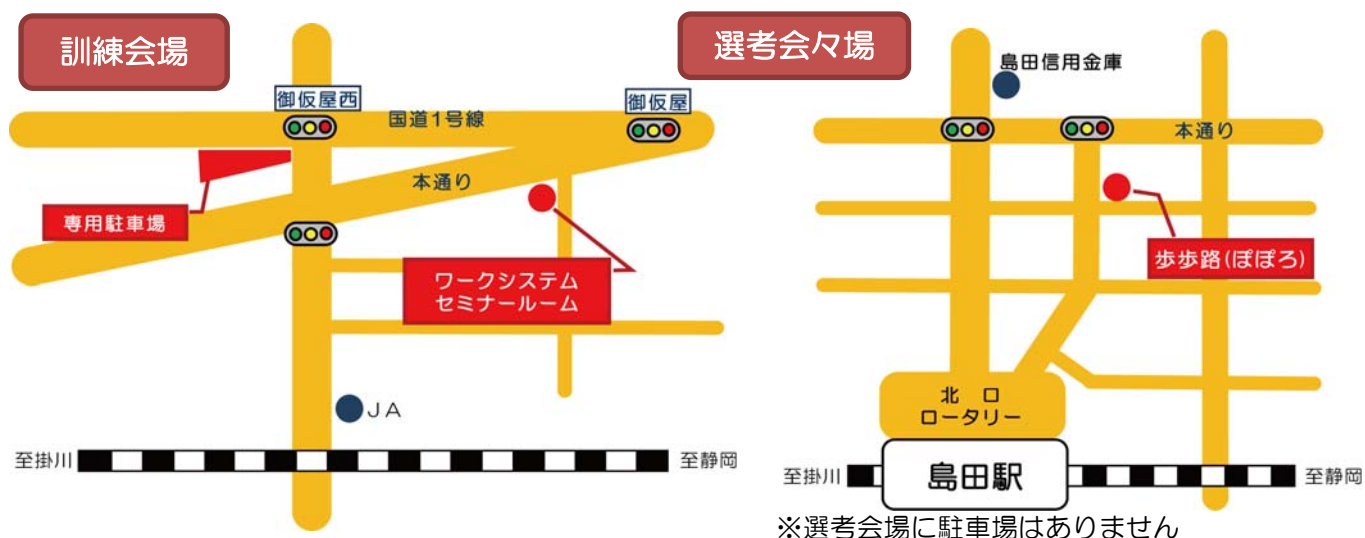 訓練会場
御仮屋西
国道1号線
御仮屋
本通り
専用駐車場
ワークシステム
セミナールーム
JA
至掛川
至静岡
選考会々場
島田信用金庫
本通り
歩歩路(ぽぽろ)
北 口
ロータリー
至掛川
島田駅
至静岡
※選考会場に駐車場はありません